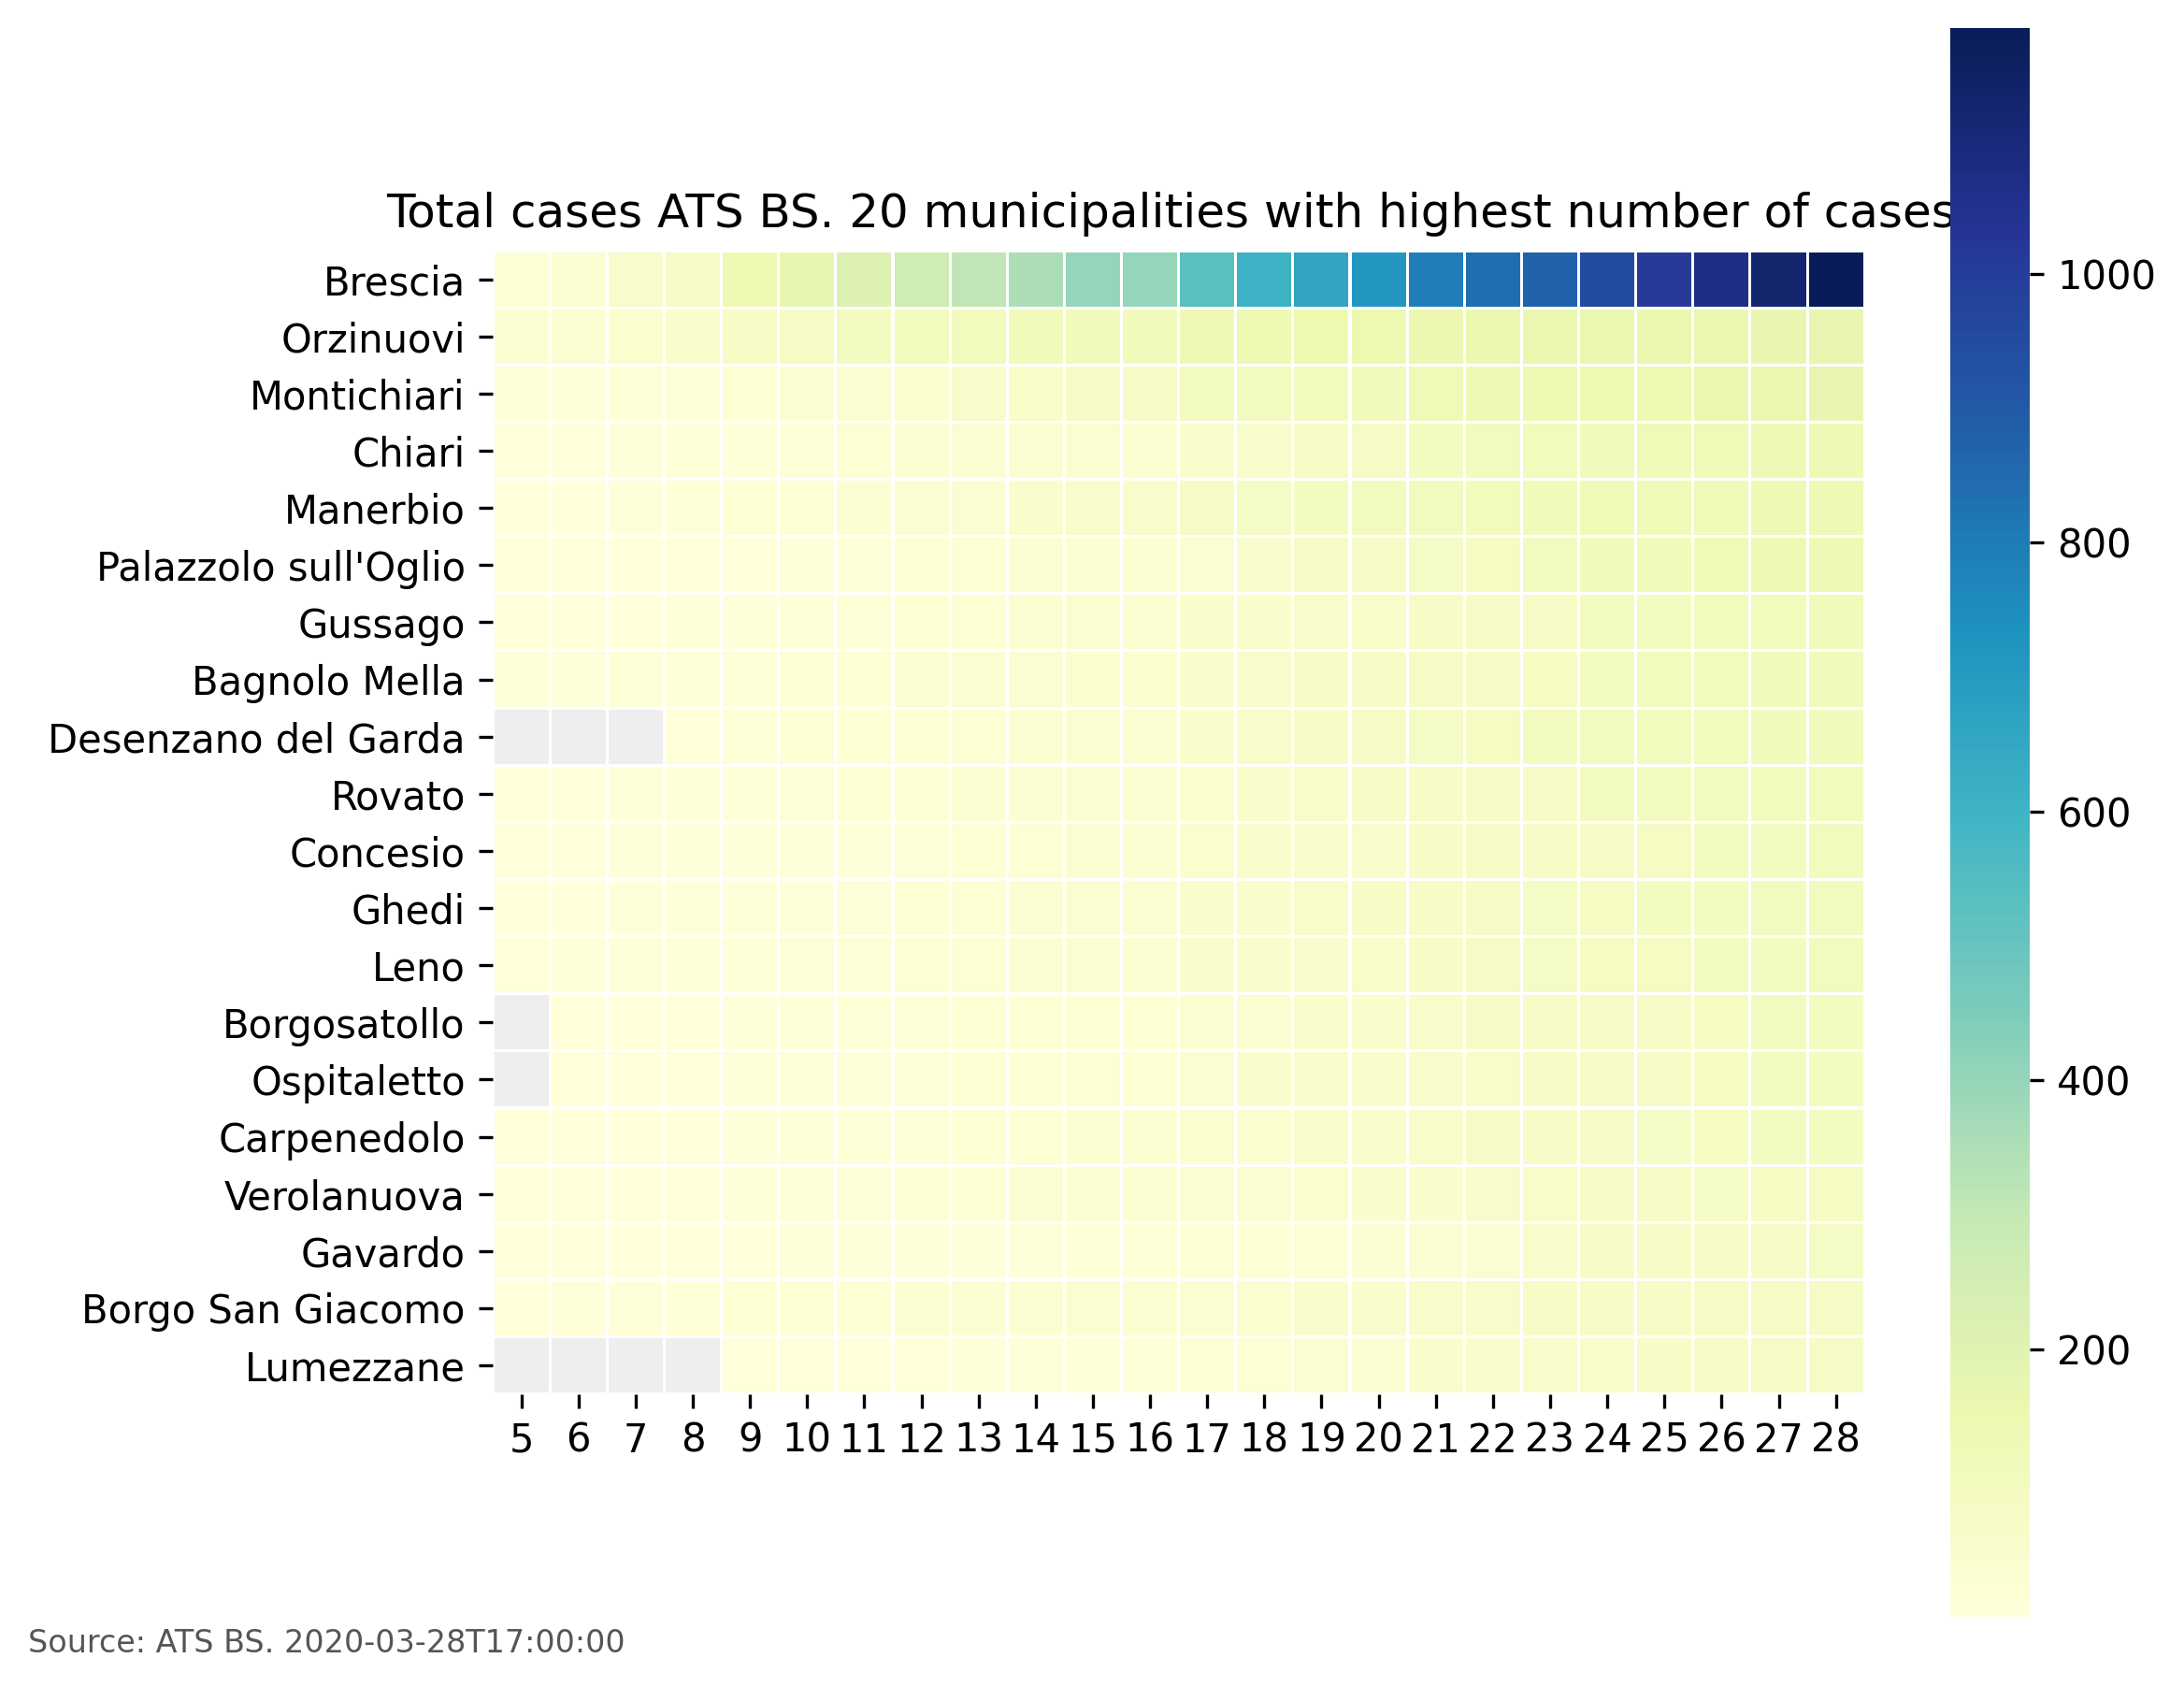 Total cases ATS BS. 20 municipalities with highest number of cases
Brescia
Orzinuovi
Montichiari
Chiari
Manerbio
Palazzolo sull'Oglio
Gussago
Bagnolo Mella
Desenzano del Garda
Rovato
Concesio
Ghedi
Leno
Borgosatollo
Ospitaletto
Carpenedolo
Verolanuova
Gavardo
Borgo San Giacomo
Lumezzane
5 6 7 8 9 10 11 12 13 14 15 16 17 18 19 20 21 22 23 24 25 26 27 28
1000
800
600
400
200
Source: ATS BS. 2020-03-28T17:00:00